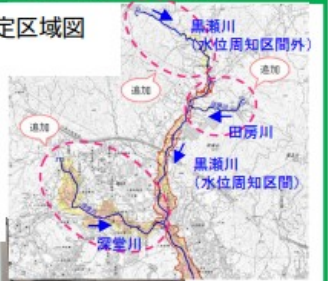 定区域図
黒瀬川
（水位周知区間外）
追加
追加
田房川
追加
黒瀬川
（水位周知区間）
深堂川